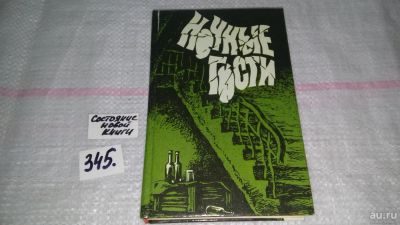 НОЧНЫЕ
ГОСТИ
Состояние
новой
книги
345.
au.ru